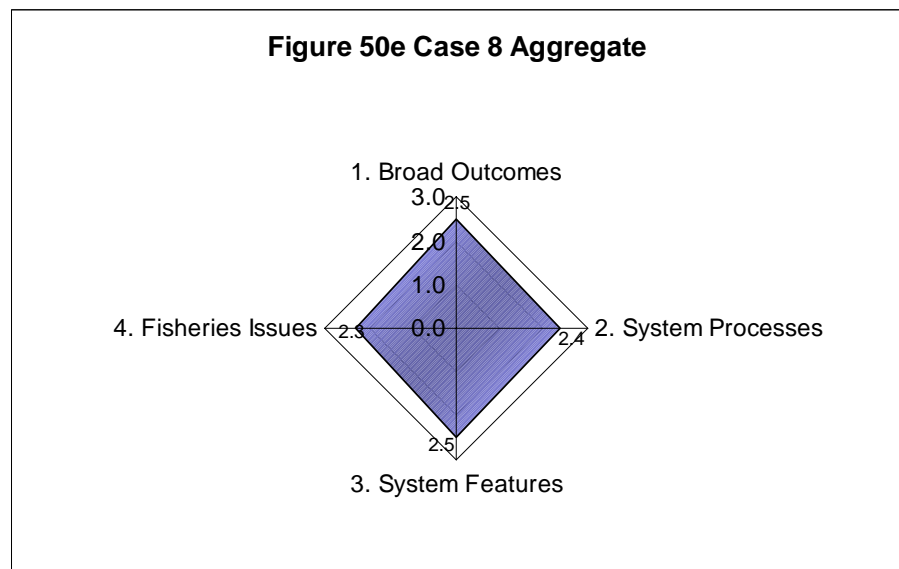 Figure 50e Case 8 Aggregate
1. Broad Outcomes
3.0
2.5
2.0
1.0
4. Fisheries Issues
2.3
0.0
2.4
2. System Processes
2.5
3. System Features